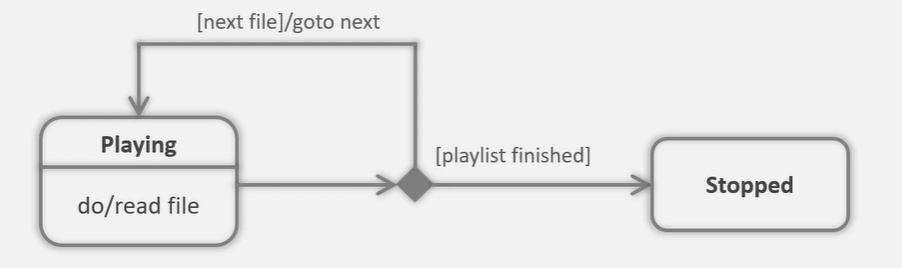 [next file]/goto next
Playing
[playlist finished]
do/read file
Stopped